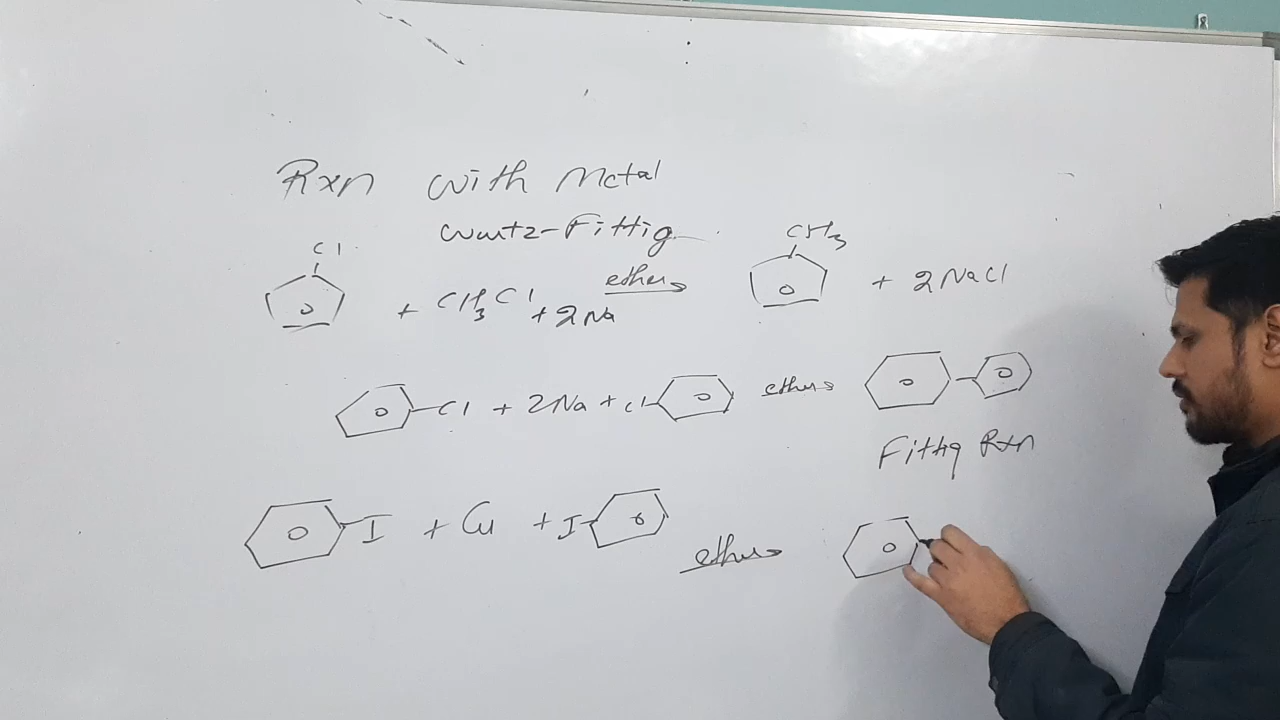 Rxn with Metal
Wurtz-Fittig
Cl CH3
+ CH3Cl + 2Na ether + 2NaCl
Cl + 2Na + Cl ether
Fittig Rxn
I + Cu + I ether